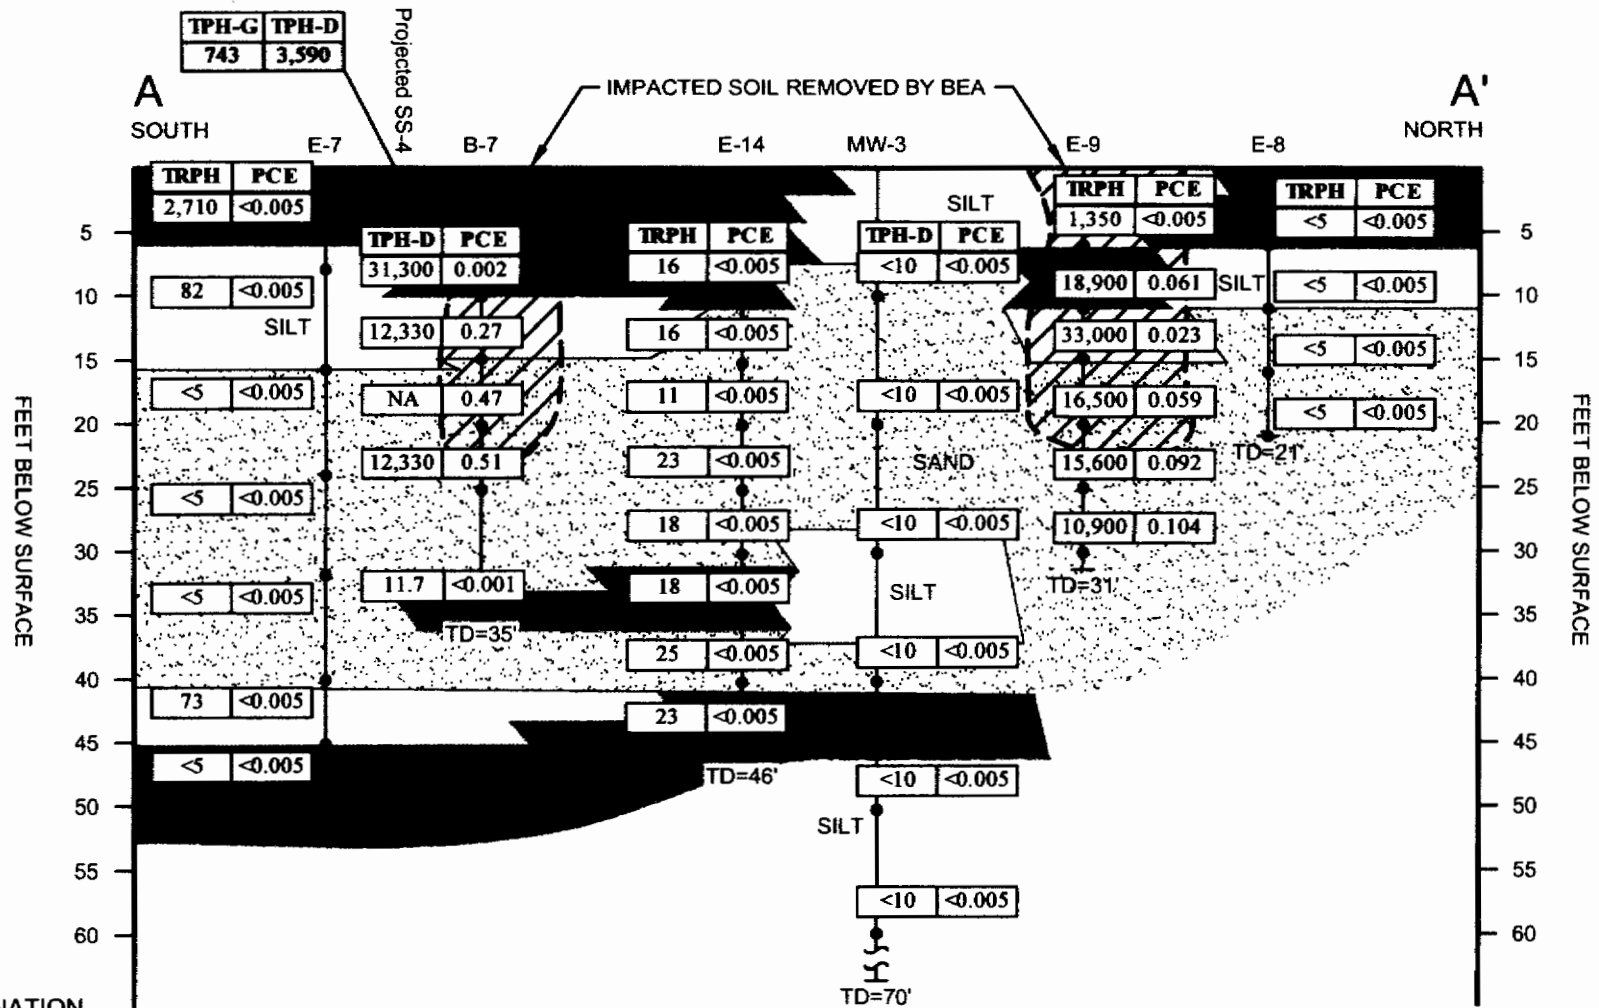 TPH-G TPH-D
743 3,590
Projected SS-4
IMPACTED SOIL REMOVED BY BEA
A
SOUTH
A'
NORTH
E-7
B-7
E-14
MW-3
E-9
E-8
TRPH PCE
2,710 <0.005
82 <0.005
SILT
<5 <0.005
<5 <0.005
<5 <0.005
73 <0.005
<5 <0.005
TPH-D PCE
31,300 0.002
12,330 0.27
NA 0.47
12,330 0.51
11.7 <0.001
TD=35'
TRPH PCE
16 <0.005
16 <0.005
11 <0.005
23 <0.005
18 <0.005
18 <0.005
25 <0.005
23 <0.005
TD=46'
SILT
TPH-D PCE
<10 <0.005
<10 <0.005
SAND
<10 <0.005
SILT
<10 <0.005
<10 <0.005
SILT
<10 <0.005
TD=70'
TRPH PCE
1,350 <0.005
18,900 0.061
33,000 0.023
16,500 0.059
15,600 0.092
10,900 0.104
TD=31'
SILT
TRPH PCE
<5 <0.005
<5 <0.005
<5 <0.005
<5 <0.005
TD=21'
5
10
15
20
25
30
35
40
45
50
55
60
FEET BELOW SURFACE
5
10
15
20
25
30
35
40
45
50
55
60
FEET BELOW SURFACE